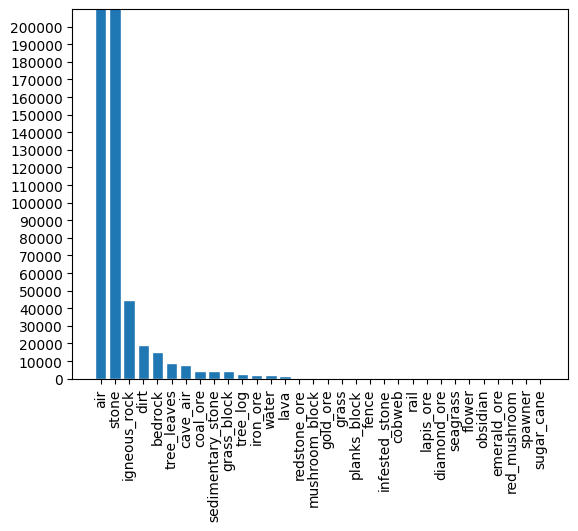 210000
200000
190000
180000
170000
160000
150000
140000
130000
120000
110000
100000
90000
80000
70000
60000
50000
40000
30000
20000
10000
0
air
stone
igneous_rock
dirt
bedrock
tree_leaves
cave_air
coal_ore
sedimentary_stone
grass_block
tree_log
iron_ore
water
lava
redstone_ore
mushroom_block
gold_ore
grass
planks_block
fence
infested_stone
cobweb
rail
lapis_ore
diamond_ore
seagrass
flower
obsidian
emerald_ore
red_mushroom
spawner
sugar_cane